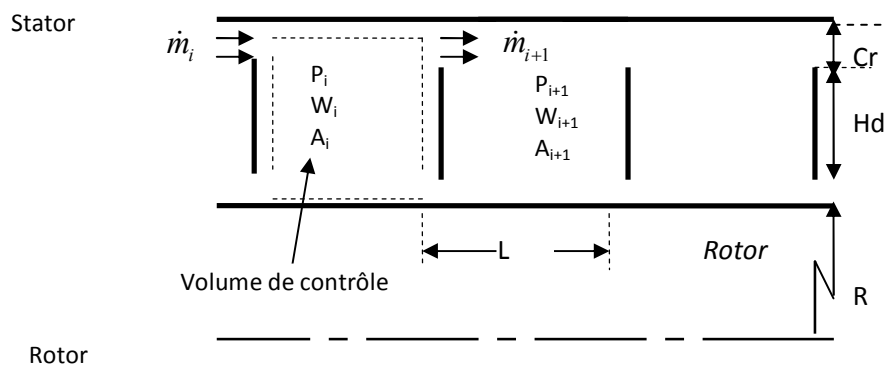 Stator
ṁi
ṁi+1
Cr
Pi
Wi
Ai
Pi+1
Wi+1
Ai+1
Hd
L
Rotor
Volume de contrôle
R
Rotor